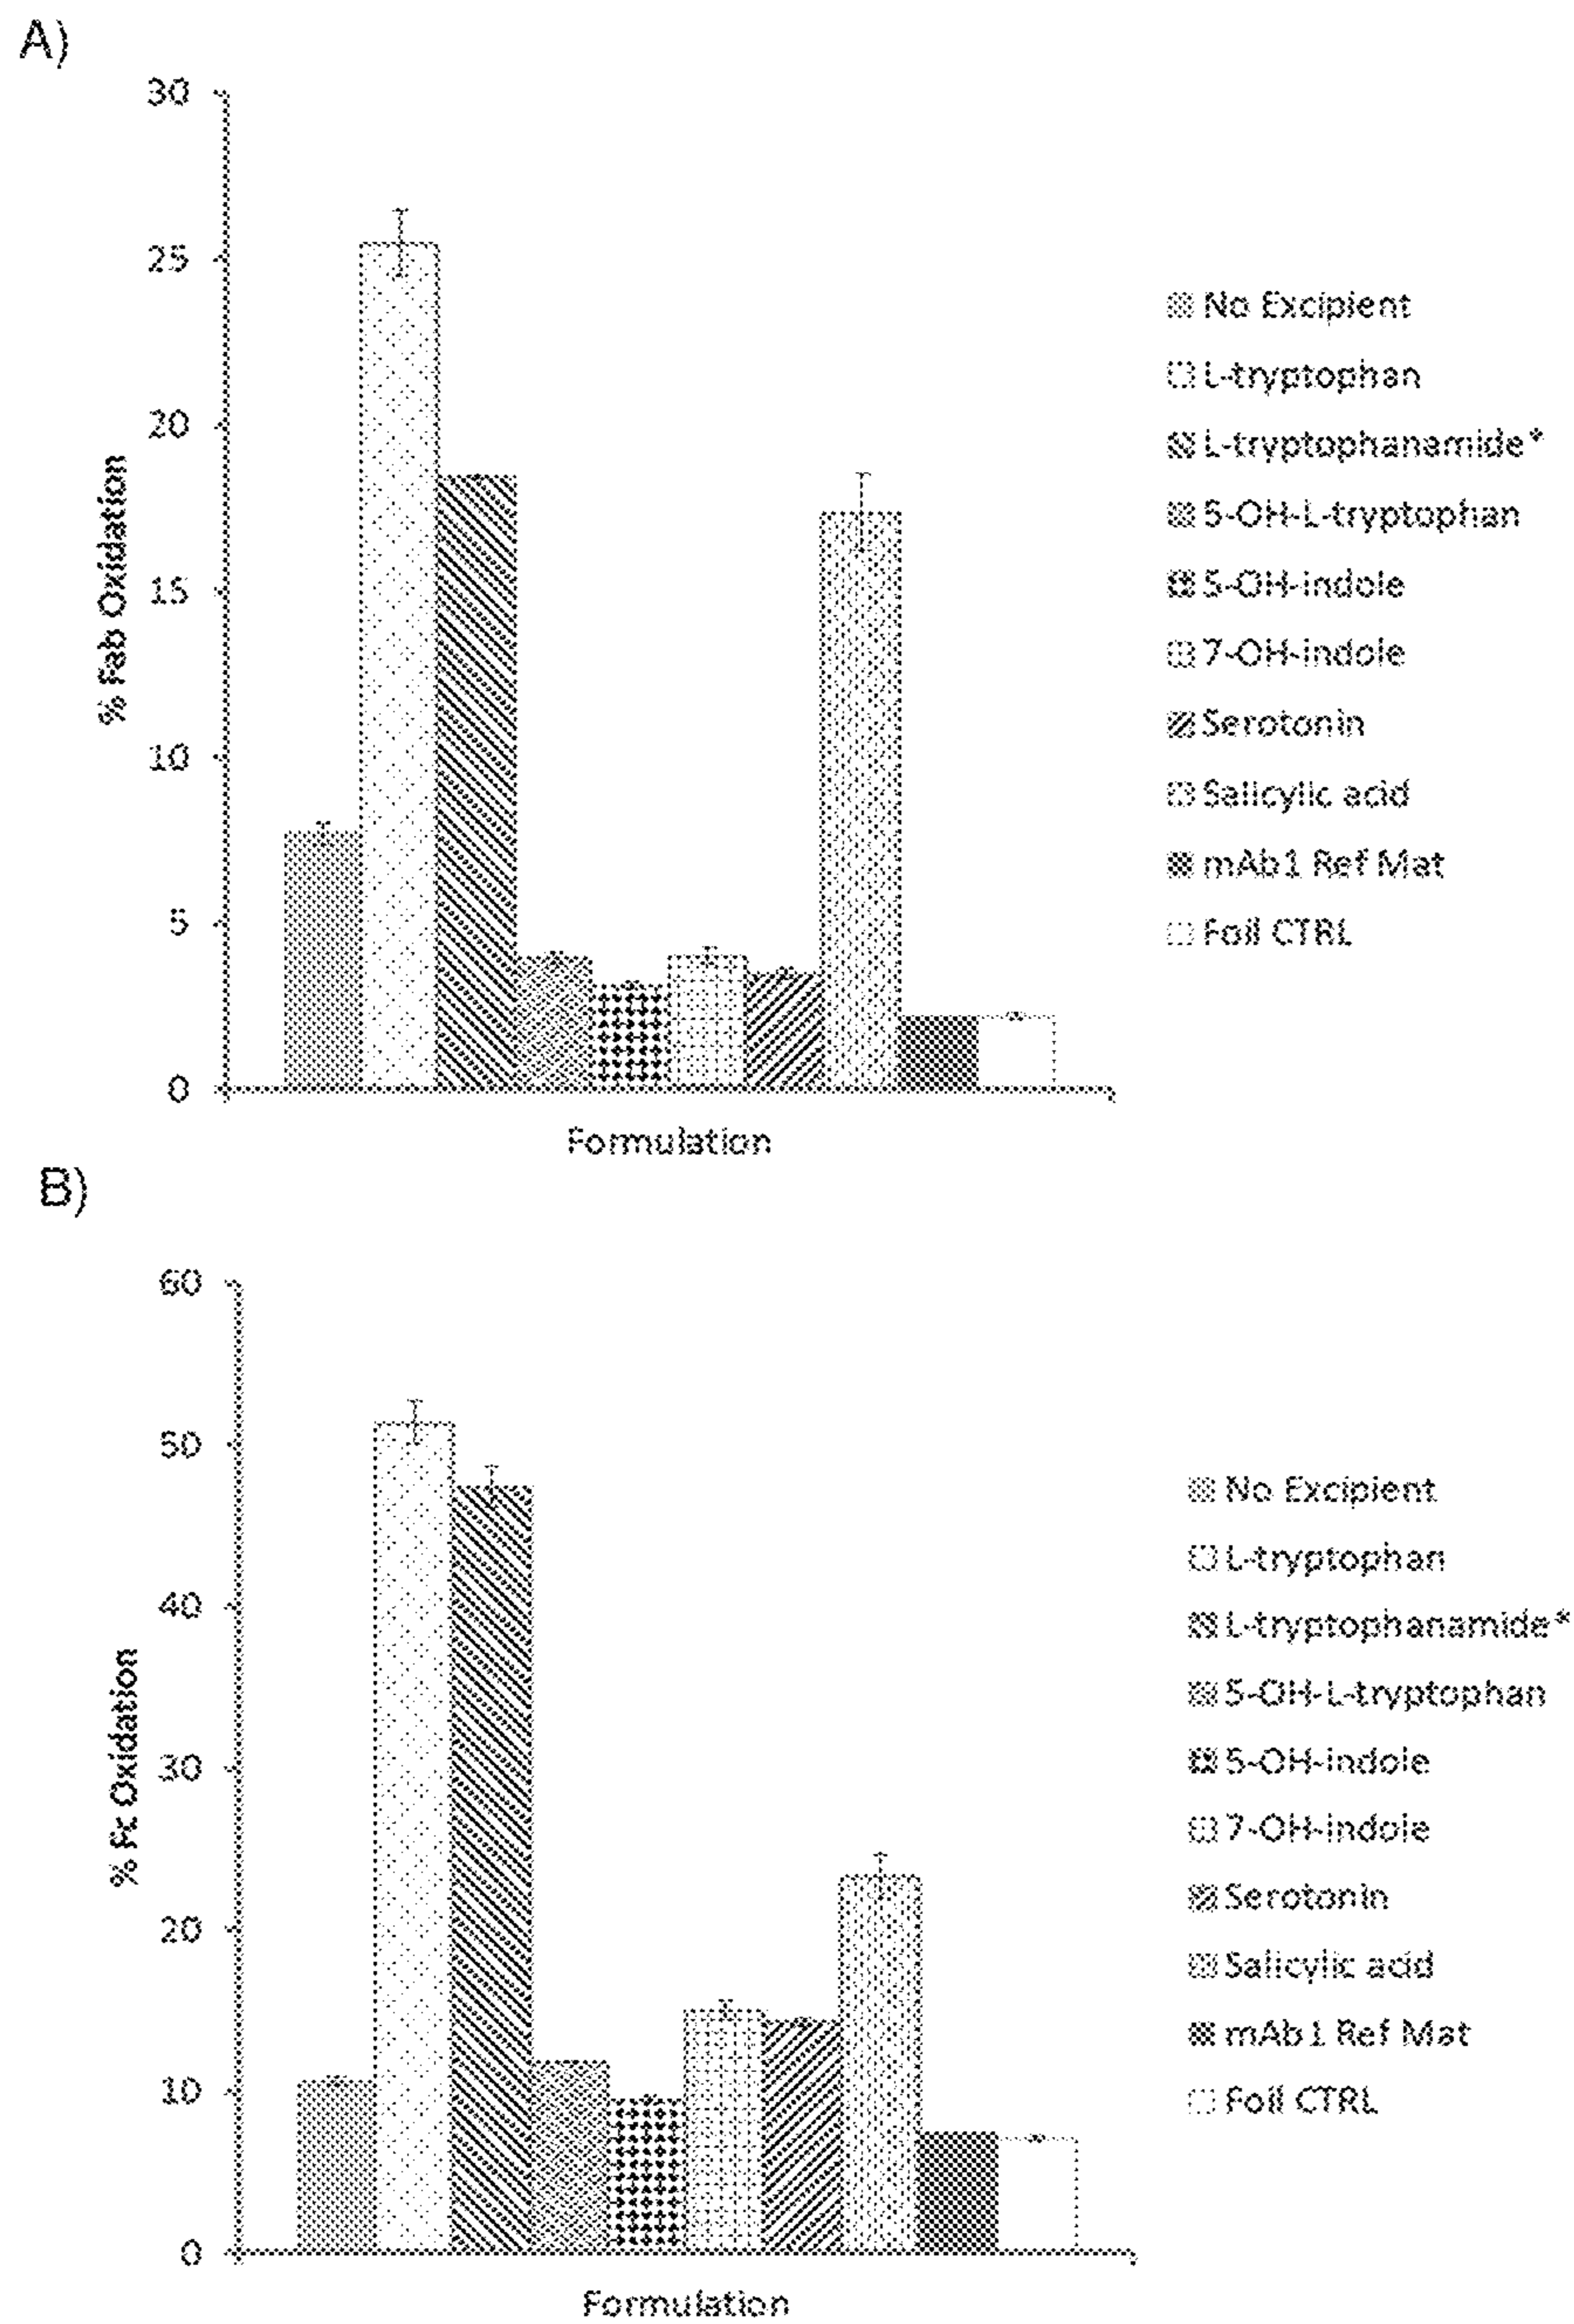 A)
30
25
20
15
10
5
0
% Fab Oxidation
Formulation
No Excipient
L-tryptophan
L-tryptophanamide*
5-OH-L-tryptophan
5-OH-indole
7-OH-indole
Serotonin
Salicylic acid
mAb1 Ref Mat
Foil CTRL
B)
60
50
40
30
20
10
0
% Fc Oxidation
Formulation
No Excipient
L-tryptophan
L-tryptophanamide*
5-OH-L-tryptophan
5-OH-indole
7-OH-indole
Serotonin
Salicylic acid
mAb1 Ref Mat
Foil CTRL